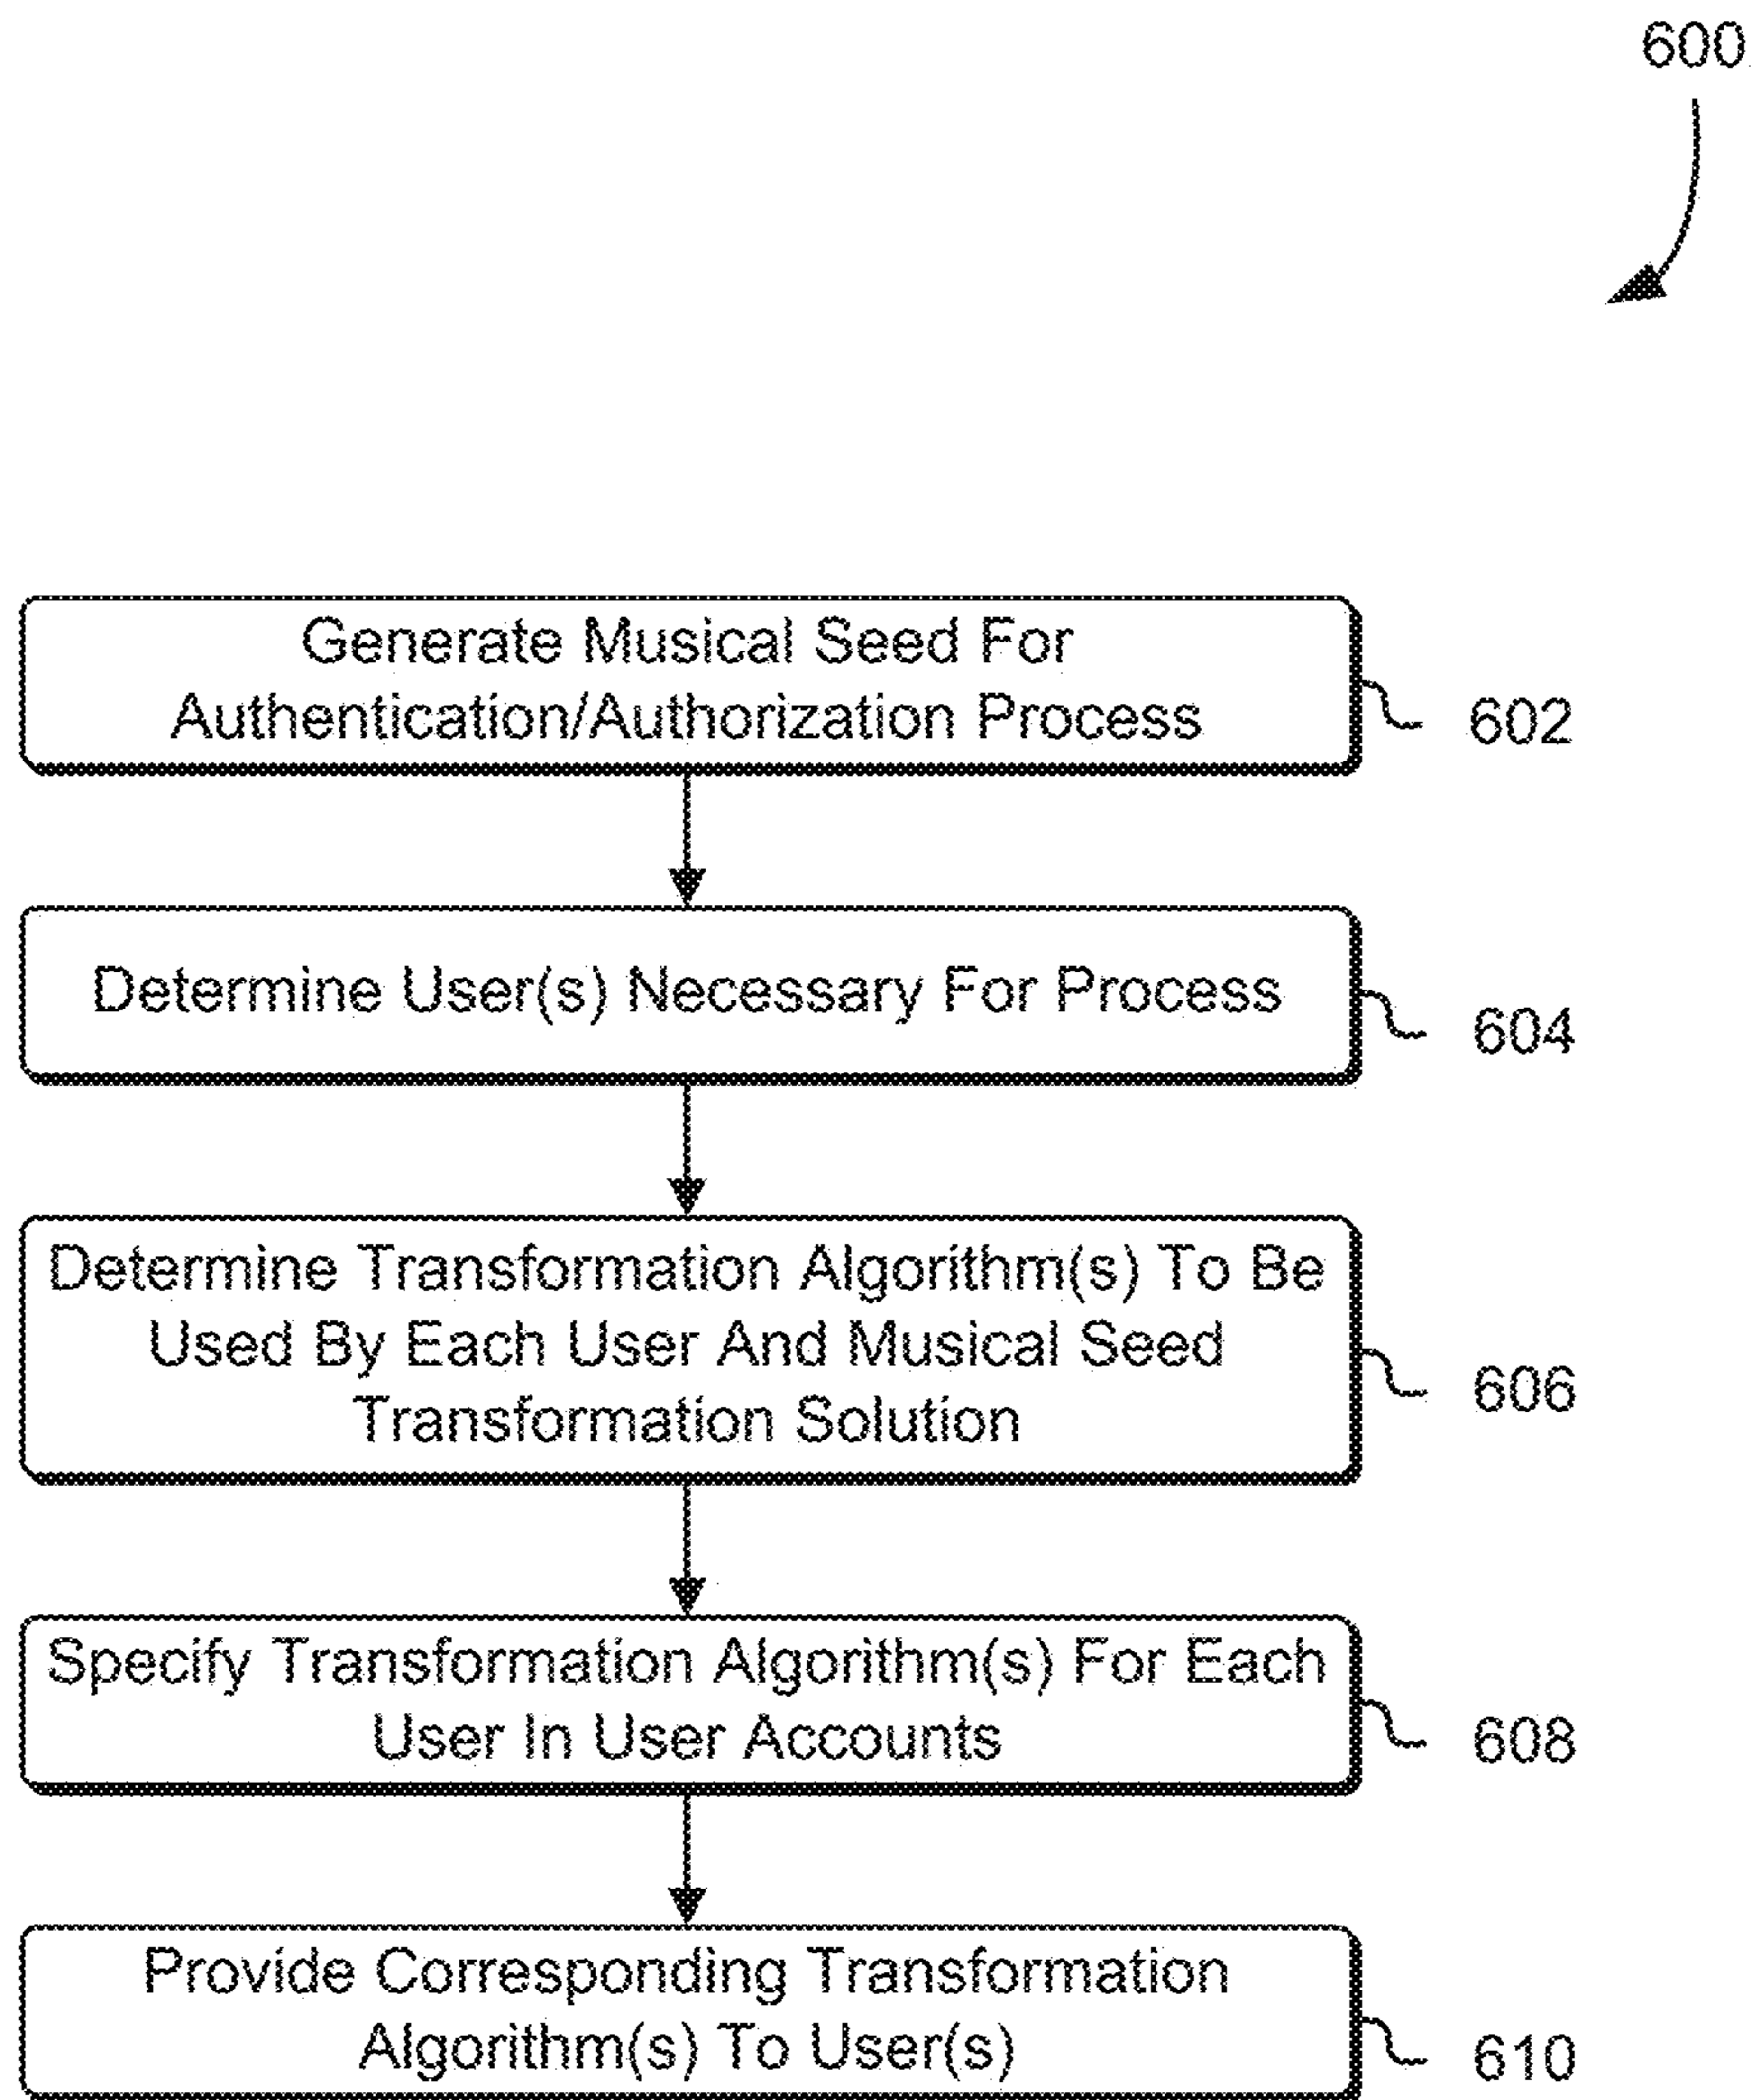 600
Generate Musical Seed For
Authentication/Authorization Process
602
Determine User(s) Necessary For Process
604
Determine Transformation Algorithm(s) To Be
Used By Each User And Musical Seed
Transformation Solution
606
Specify Transformation Algorithm(s) For Each
User In User Accounts
608
Provide Corresponding Transformation
Algorithm(s) To User(s)
610